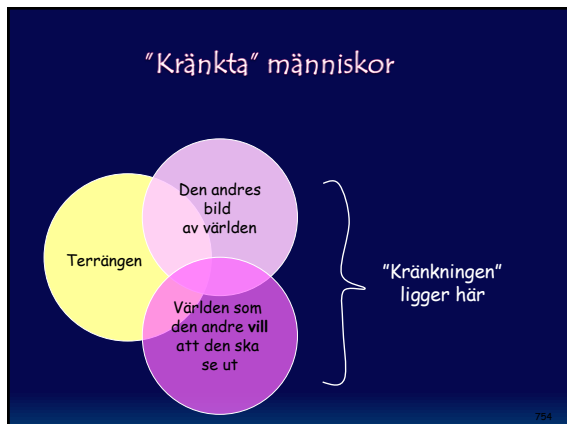 ”Kränkta” människor
Den andres
bild
av världen
Terrängen
”Kränkningen”
ligger här
Världen som
den andre vill
att den ska
se ut
754